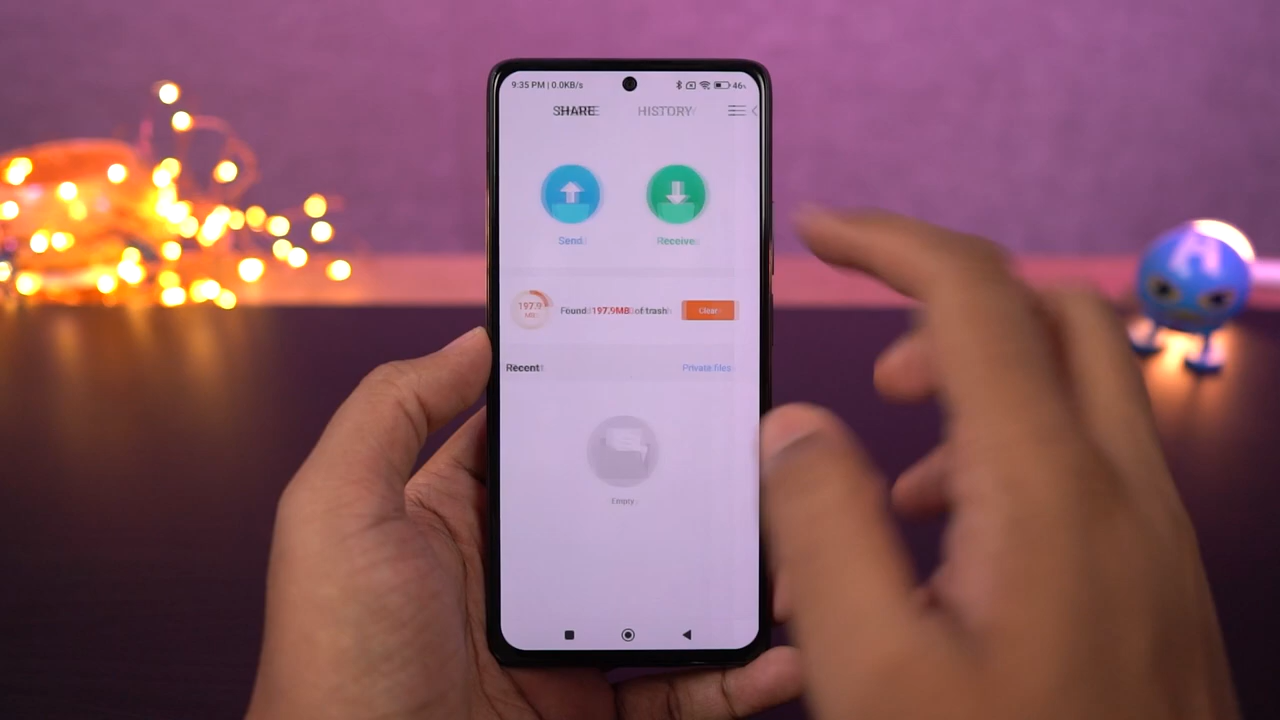 9:35 PM | 0.0KB/s 46%
SHARE HISTORY
Send Receive
197.9 MB
Found 197.9MB of trash Clear
Recent Private files
Empty